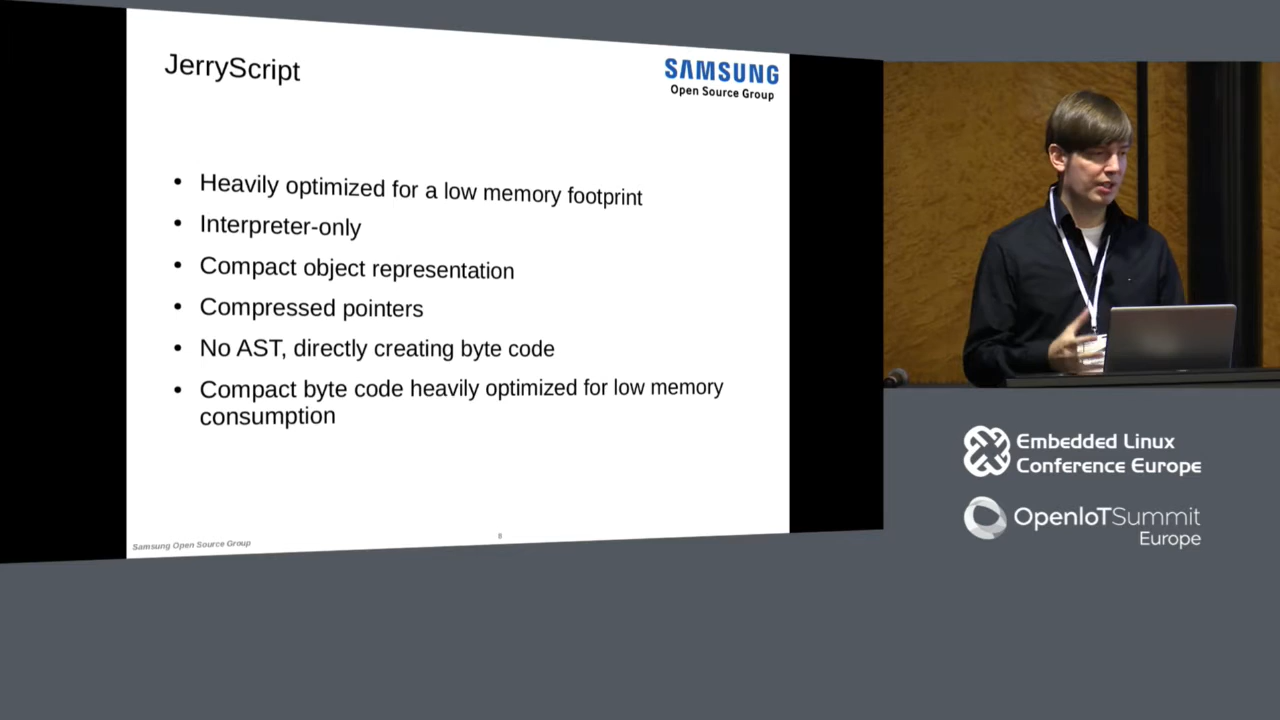 JerryScript
SAMSUNG
Open Source Group
• Heavily optimized for a low memory footprint
• Interpreter-only
• Compact object representation
• Compressed pointers
• No AST, directly creating byte code
• Compact byte code heavily optimized for low memory
consumption
Samsung Open Source Group
8
Embedded Linux
Conference Europe
OpenIoTSummit
Europe